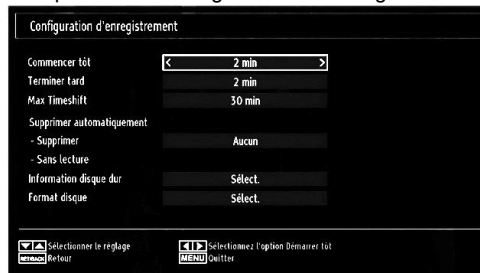 Configuration d'enregistrement
Commencer tôt < 2 min >
Terminer tard 2 min
Max Timeshift 30 min
Supprimer automatiquement
- Supprimer Aucun
- Sans lecture
Information disque dur Sélect.
Format disque Sélect.
Sélectionner le réglage Sélectionnez l'option Démarrer tôt
Retour MENU Quitter